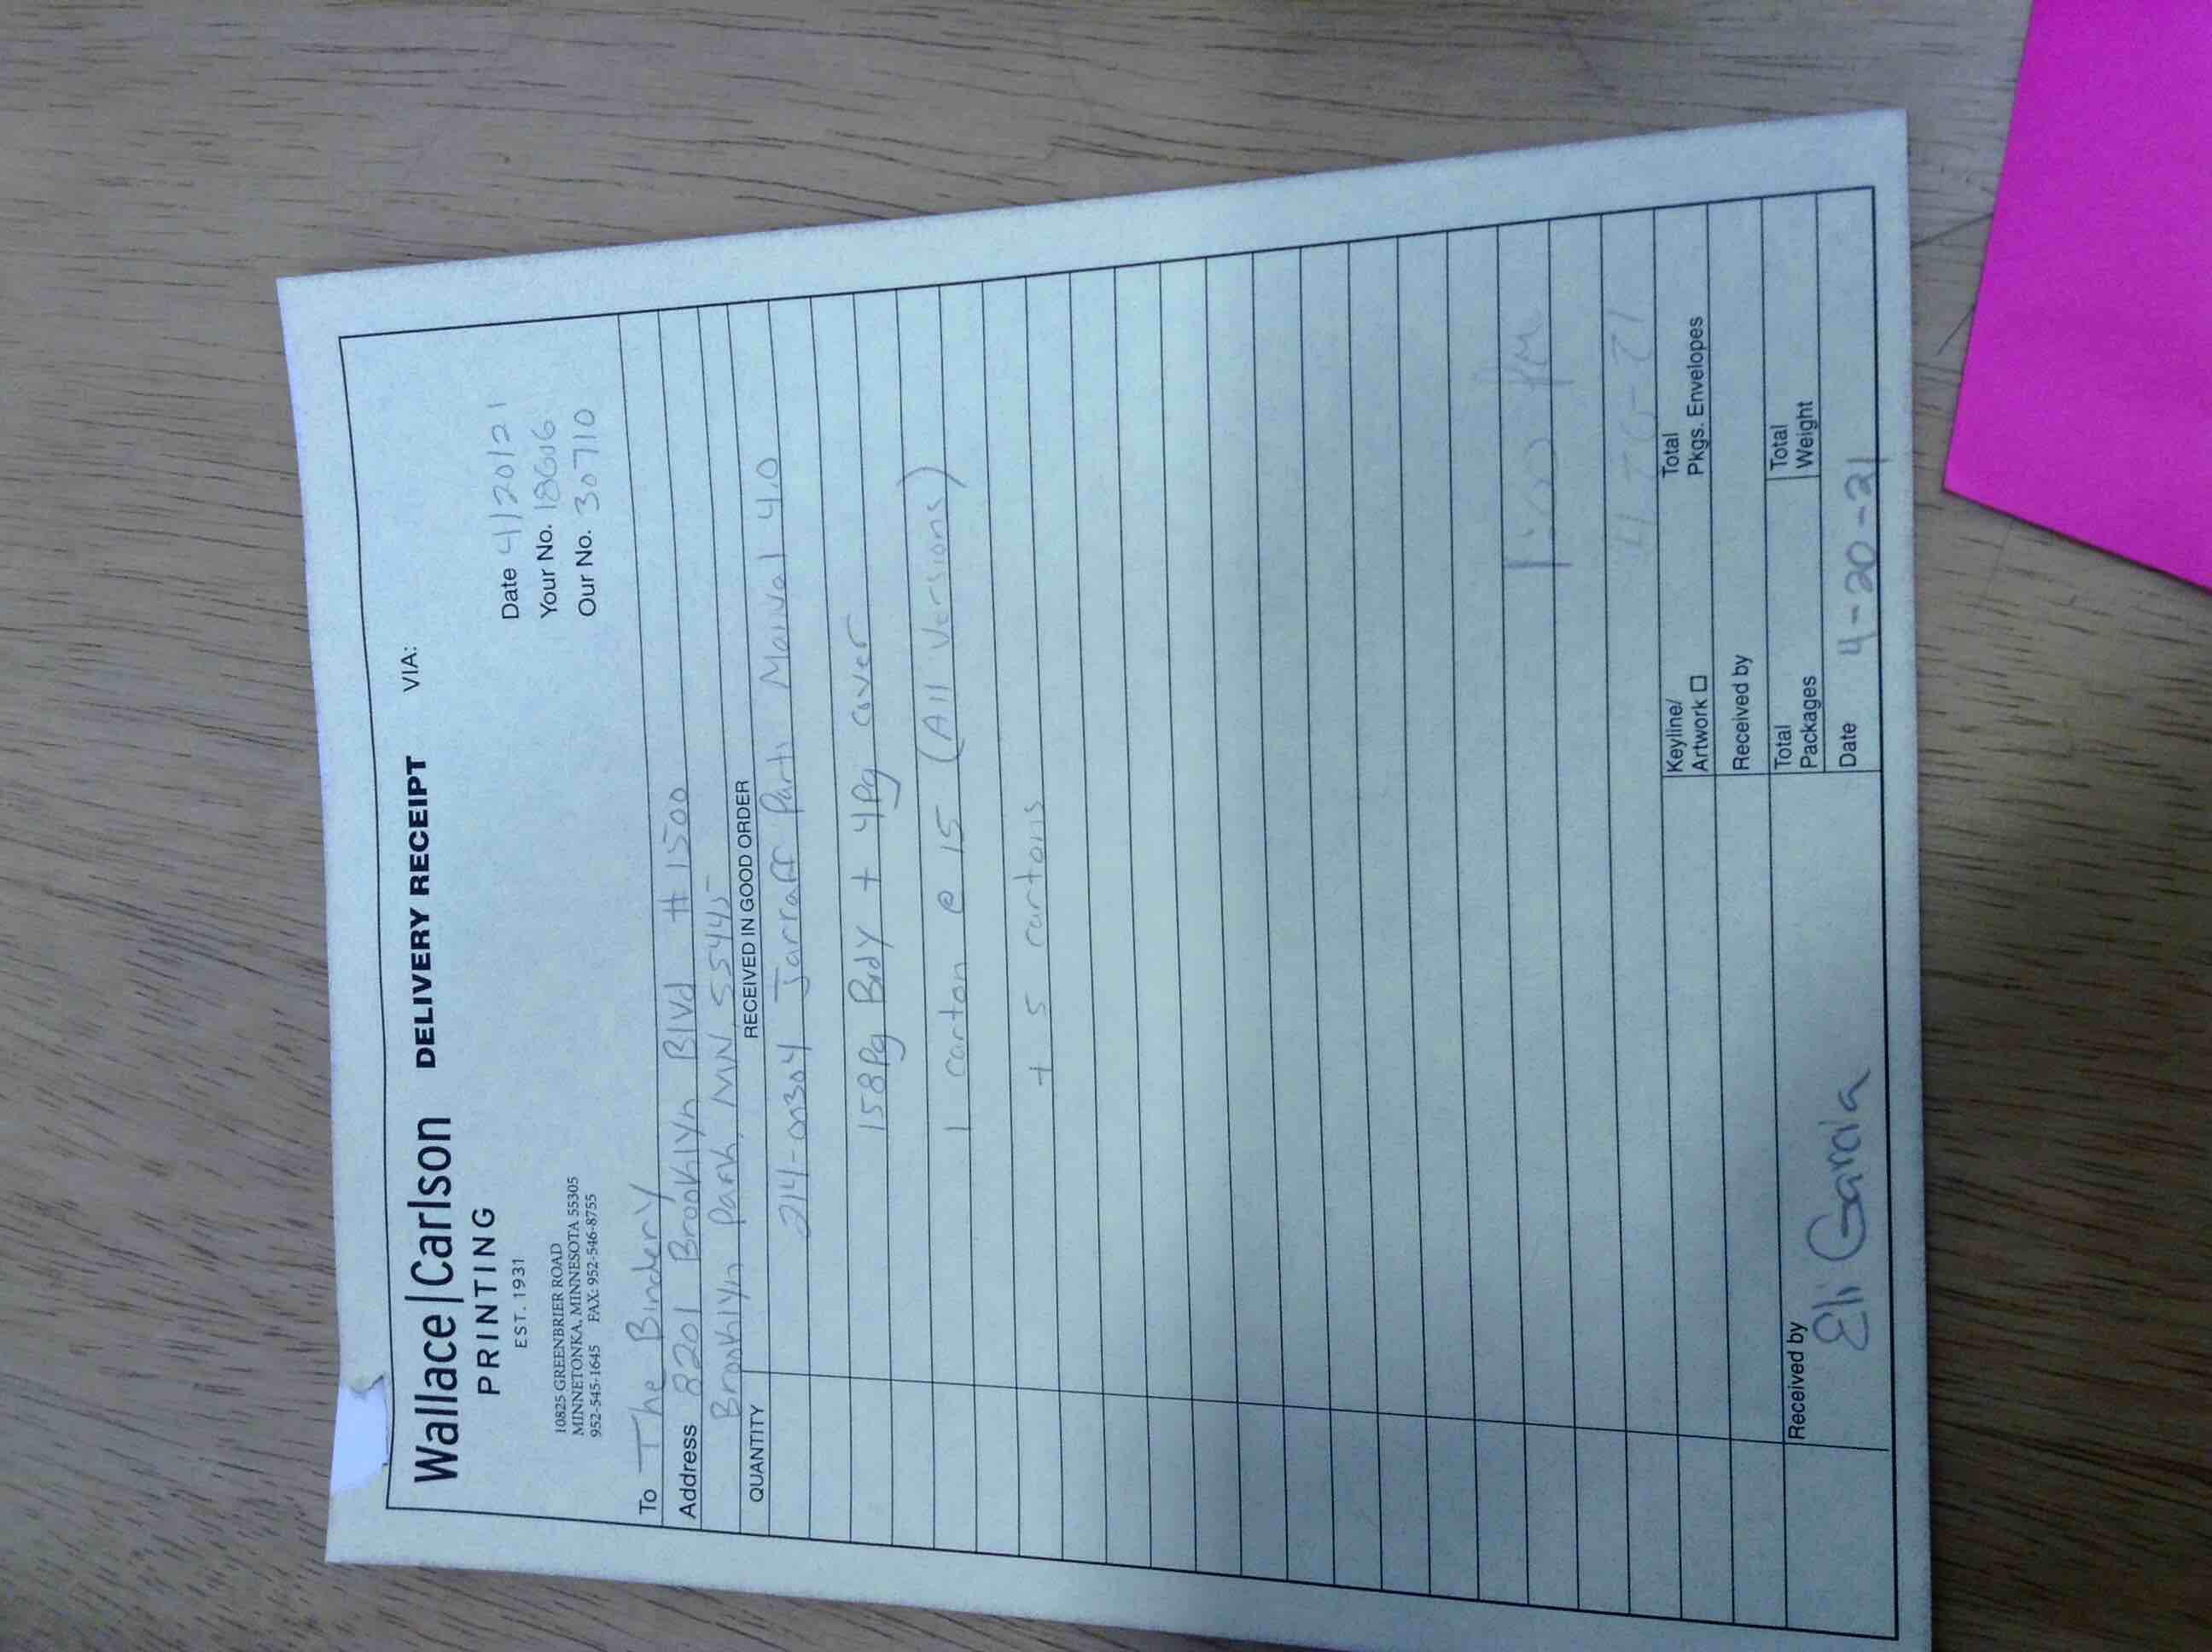 Wallace|Carlson DELIVERY RECEIPT VIA:
PRINTING
EST. 1931
Date 4/20/21
Your No.
Our No. 30710
10825 GREENBRIER ROAD
MINNETONKA, MINNESOTA 55305
952-545-1645 FAX: 952-546-8755
To The Bindery
Address 8201 Brooklyn Blvd # 1500
Brooklyn Park, MN 55445
QUANTITY RECEIVED IN GOOD ORDER
214-00304 Jarraff Parts Manual 4.0
158Pg Body + 4Pg cover
1 carton @ 15 (All Versions)
+ 5 cartons
PM
Keyline/ Total
Artwork ☐ Pkgs. Envelopes
Received by
Total Total
Packages Weight
Received by Eli Garcia
Date 4-20-21